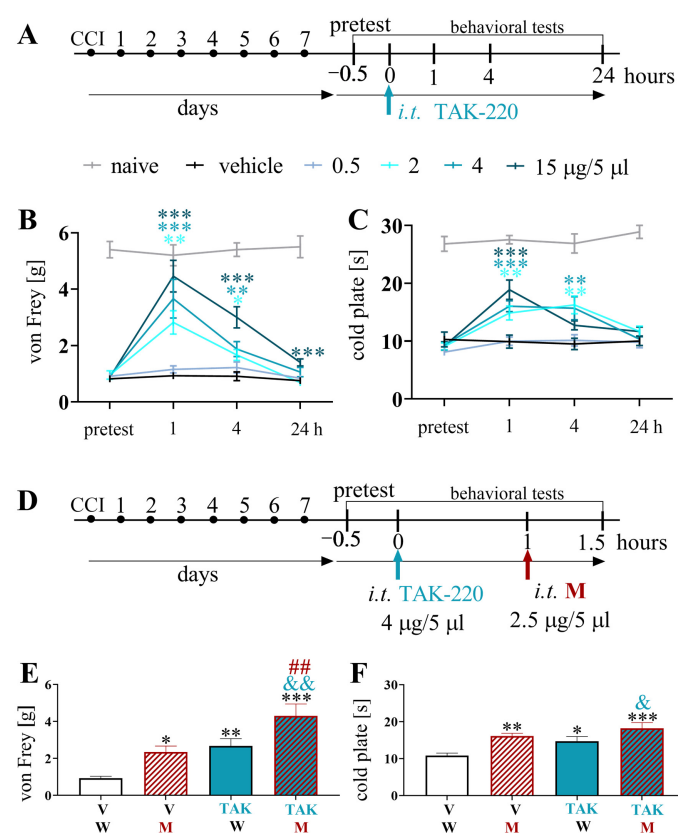 A
pretest
behavioral tests
CCI 1 2 3 4 5 6 7
−0.5 0 1 4 24 hours
days
i.t. TAK-220
naive vehicle 0.5 2 4 15 μg/5 μl
B
von Frey [g]
6
4
2
0
***
***
**
***
**
*
***
pretest 1 4 24 h
C
cold plate [s]
30
20
10
0
***
***
**
**
**
pretest 1 4 24 h
D
pretest
behavioral tests
CCI 1 2 3 4 5 6 7
−0.5 0 1 1.5 hours
days
i.t. TAK-220
4 μg/5 μl
i.t. M
2.5 μg/5 μl
E
von Frey [g]
6
4
2
0
*
**
##
&&
***
V V TAK TAK
W M W M
F
cold plate [s]
30
20
10
0
**
*
&
***
V V TAK TAK
W M W M